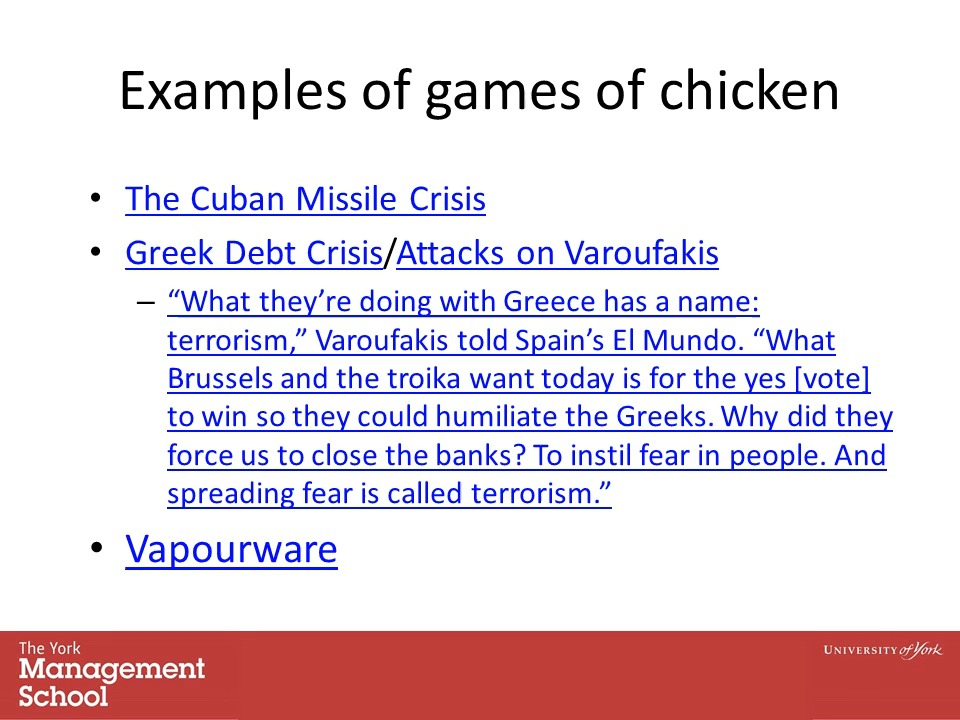 Examples of games of chicken
• The Cuban Missile Crisis
• Greek Debt Crisis/Attacks on Varoufakis
– “What they’re doing with Greece has a name:
terrorism,” Varoufakis told Spain’s El Mundo. “What
Brussels and the troika want today is for the yes [vote]
to win so they could humiliate the Greeks. Why did they
force us to close the banks? To instil fear in people. And
spreading fear is called terrorism.”
• Vapourware
The York
Management
School
UNIVERSITY of York